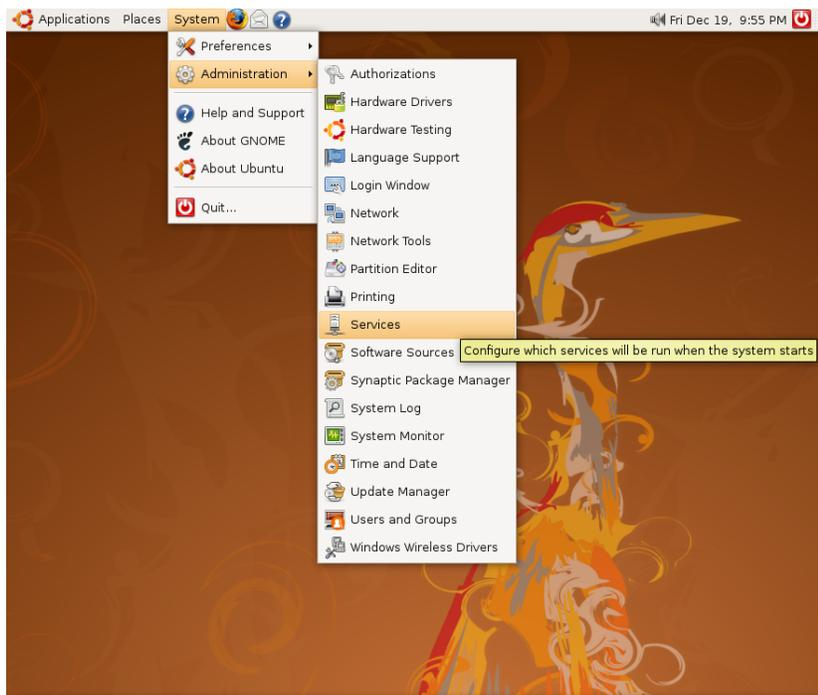 Applications Places System Fri Dec 19, 9:55 PM
Preferences
Administration
Help and Support
About GNOME
About Ubuntu
Quit...
Authorizations
Hardware Drivers
Hardware Testing
Language Support
Login Window
Network
Network Tools
Partition Editor
Printing
Services
Software Sources
Configure which services will be run when the system starts
Synaptic Package Manager
System Log
System Monitor
Time and Date
Update Manager
Users and Groups
Windows Wireless Drivers